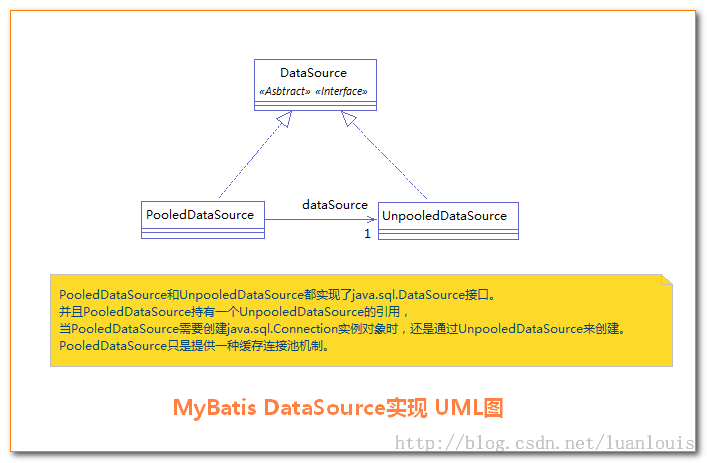 DataSource
«Asbtract» «Interface»
dataSource
PooledDataSource
UnpooledDataSource
1
PooledDataSource和UnpooledDataSource都实现了java.sql.DataSource接口。
并且PooledDataSource持有一个UnpooledDataSource的引用，
当PooledDataSource需要创建java.sql.Connection实例对象时，还是通过UnpooledDataSource来创建。
PooledDataSource只是提供一种缓存连接池机制。
MyBatis DataSource实现 UML图
http://blog.csdn.net/luanlouis